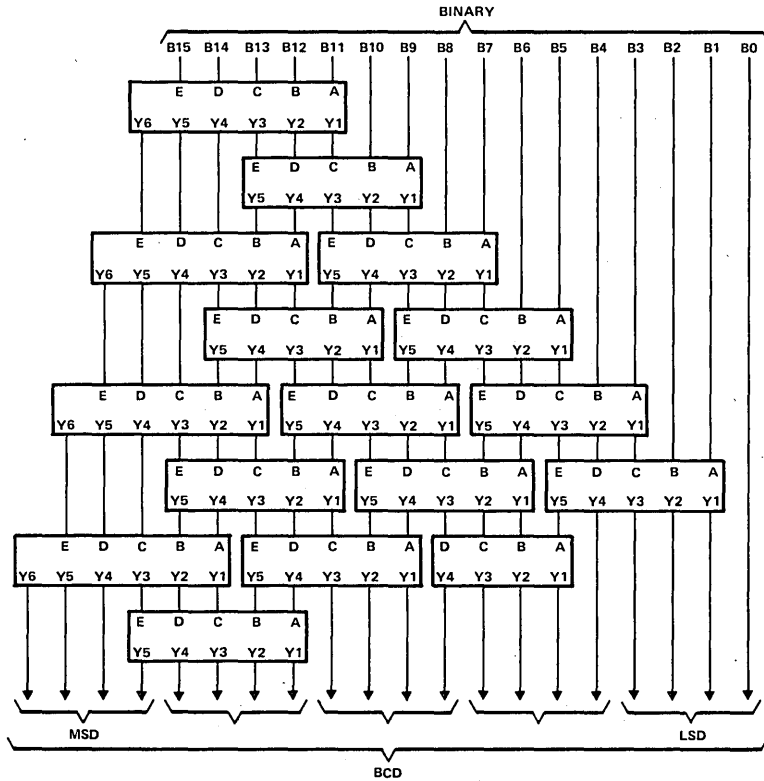 BINARY
B15 B14 B13 B12 B11 B10 B9 B8 B7 B6 B5 B4 B3 B2 B1 B0
E D C B A
Y6 Y5 Y4 Y3 Y2 Y1
E D C B A
Y5 Y4 Y3 Y2 Y1
E D C B A E D C B A
Y6 Y5 Y4 Y3 Y2 Y1 Y5 Y4 Y3 Y2 Y1
E D C B A E D C B A
Y5 Y4 Y3 Y2 Y1 Y5 Y4 Y3 Y2 Y1
E D C B A E D C B A E D C B A
Y6 Y5 Y4 Y3 Y2 Y1 Y5 Y4 Y3 Y2 Y1 Y5 Y4 Y3 Y2 Y1
E D C B A E D C B A E D C B A
Y5 Y4 Y3 Y2 Y1 Y5 Y4 Y3 Y2 Y1 Y5 Y4 Y3 Y2 Y1
E D C B A E D C B A D C B A
Y6 Y5 Y4 Y3 Y2 Y1 Y5 Y4 Y3 Y2 Y1 Y4 Y3 Y2 Y1
E D C B A
Y5 Y4 Y3 Y2 Y1
MSD LSD
BCD